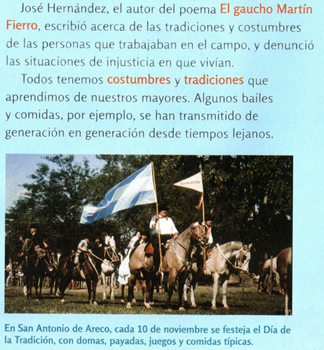 José Hernández, el autor del poema El gaucho Martín
Fierro, escribió acerca de las tradiciones y costumbres
de las personas que trabajaban en el campo, y denunció
las situaciones de injusticia en que vivían.
Todos tenemos costumbres y tradiciones que
aprendimos de nuestros mayores. Algunos bailes
y comidas, por ejemplo, se han transmitido de
generación en generación desde tiempos lejanos.
En San Antonio de Areco, cada 10 de noviembre se festeja el Día de
la Tradición, con domas, payadas, juegos y comidas típicas.